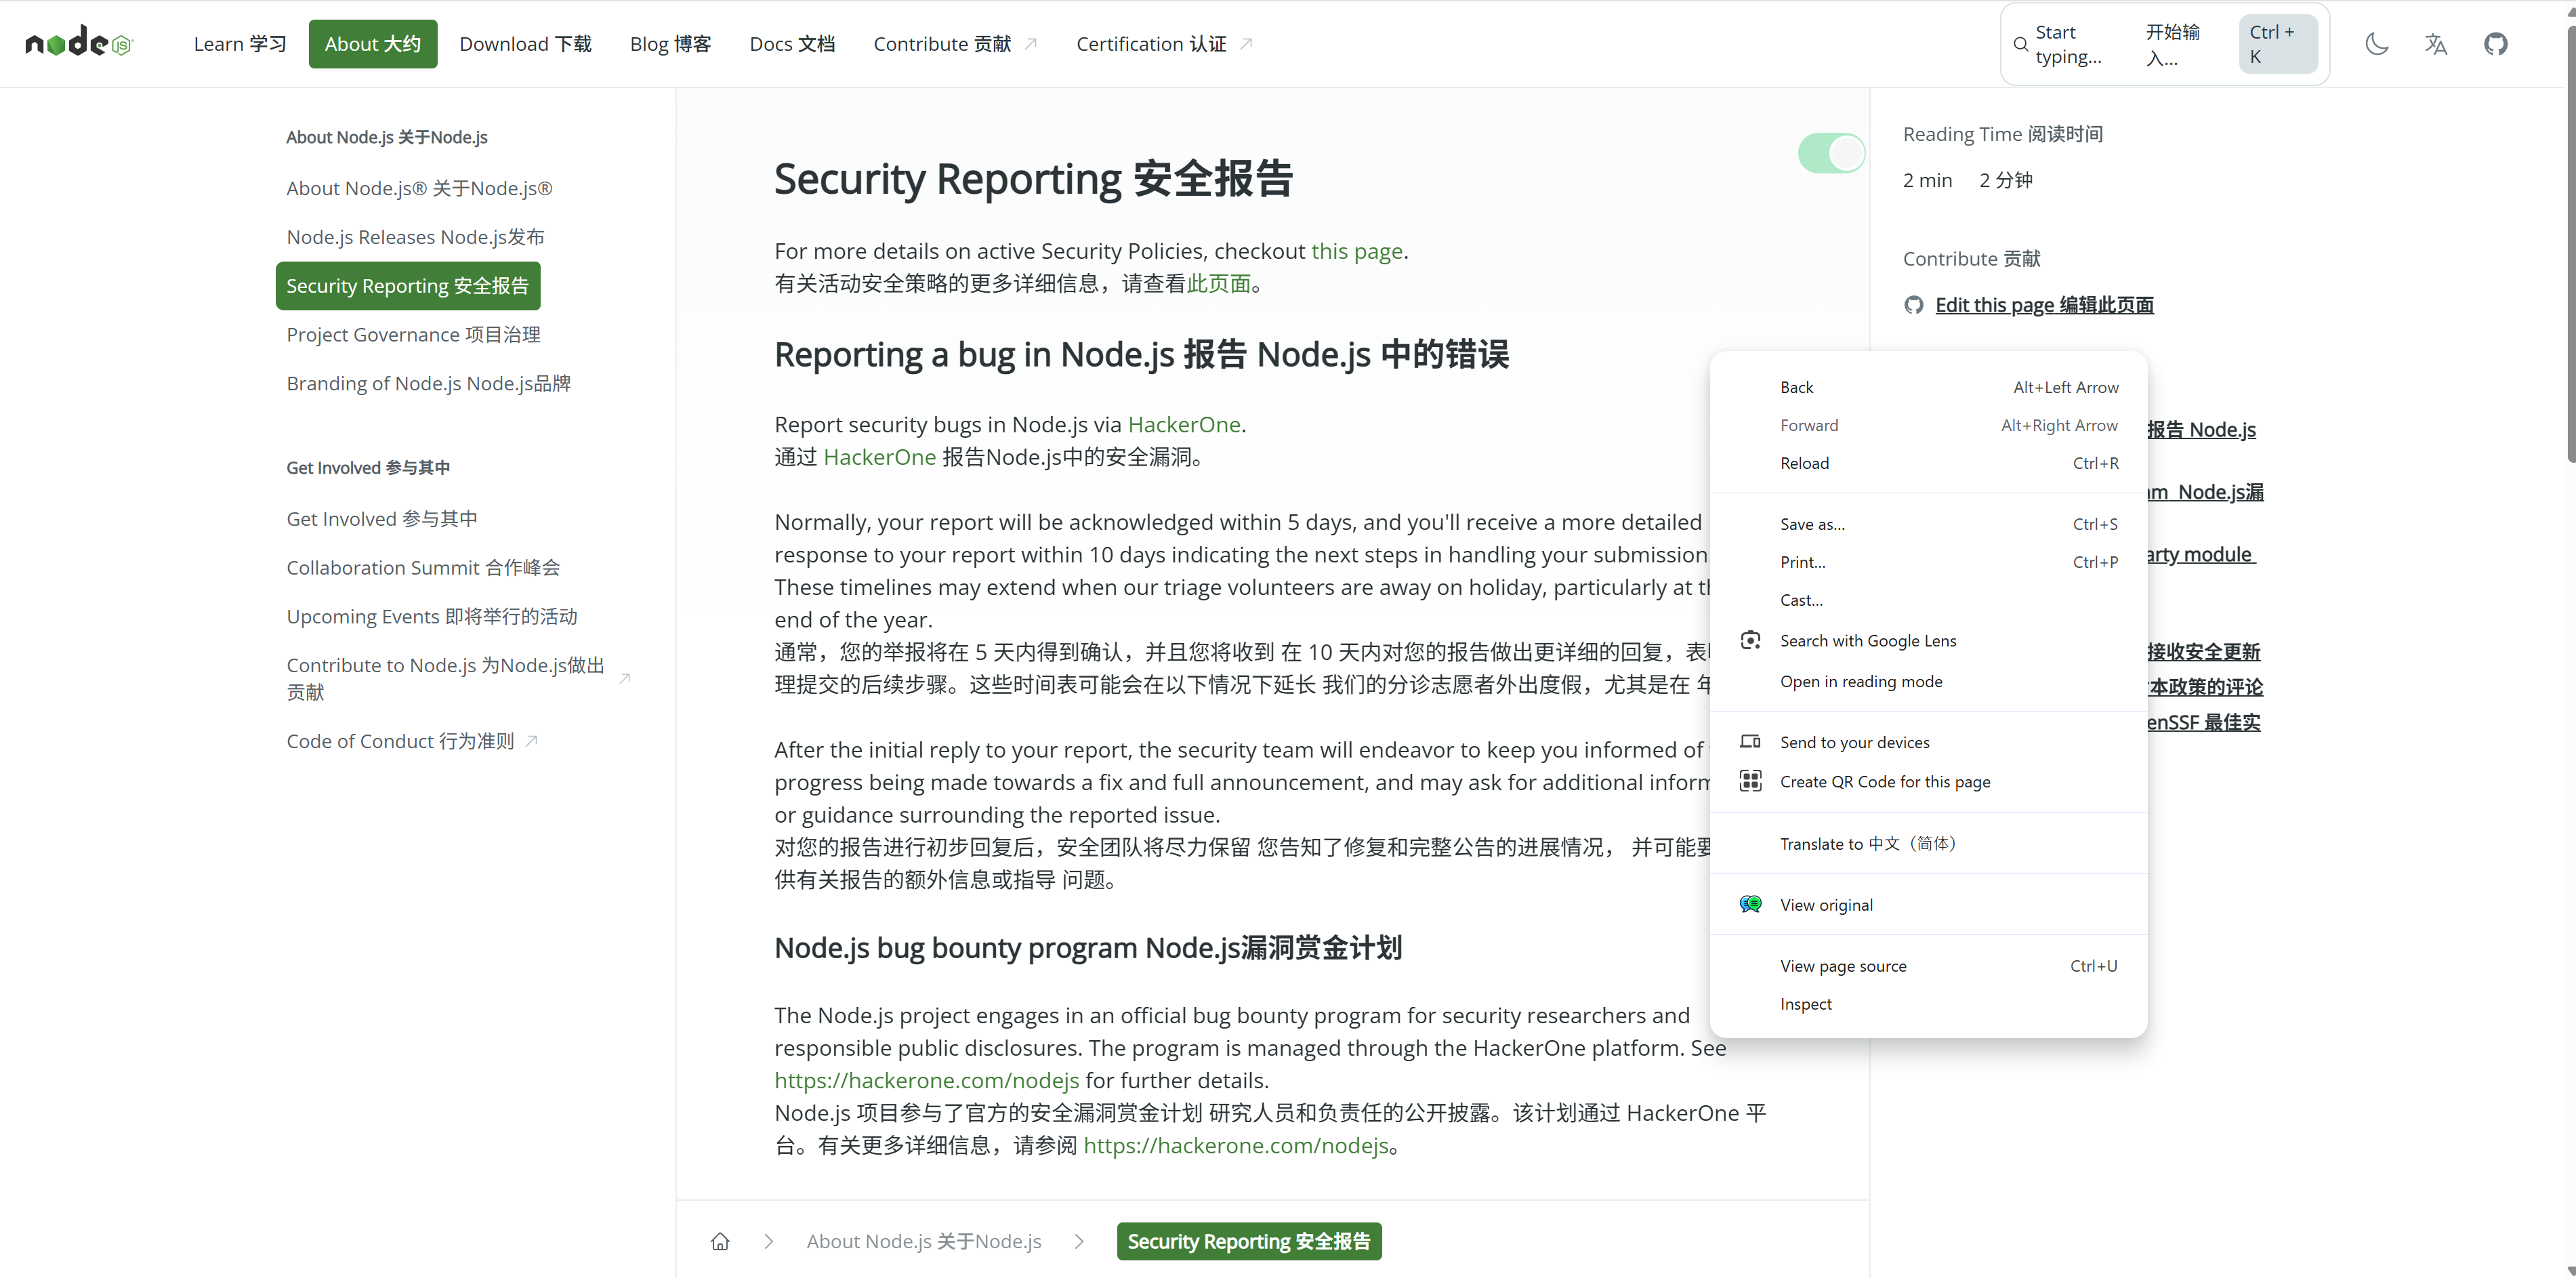 node JS
Learn 学习
About 大约
Download 下载
Blog 博客
Docs 文档
Contribute 贡献
Certification 认证
Start typing...
开始输入...
Ctrl + K
About Node.js 关于Node.js
About Node.js® 关于Node.js®
Node.js Releases Node.js发布
Security Reporting 安全报告
Project Governance 项目治理
Branding of Node.js Node.js品牌
Get Involved 参与其中
Get Involved 参与其中
Collaboration Summit 合作峰会
Upcoming Events 即将举行的活动
Contribute to Node.js 为Node.js做出
贡献
Code of Conduct 行为准则
Security Reporting 安全报告
For more details on active Security Policies, checkout this page.
有关活动安全策略的更多详细信息，请查看此页面。
Reporting a bug in Node.js 报告 Node.js 中的错误
Report security bugs in Node.js via HackerOne.
通过 HackerOne 报告Node.js中的安全漏洞。
Normally, your report will be acknowledged within 5 days, and you'll receive a more detailed
response to your report within 10 days indicating the next steps in handling your submission
These timelines may extend when our triage volunteers are away on holiday, particularly at
end of the year.
通常，您的举报将在 5 天内得到确认，并且您将收到 在 10 天内对您的报告做出更详细的回复，表
理提交的后续步骤。这些时间表可能会在以下情况下延长 我们的分诊志愿者外出度假，尤其是在 年
After the initial reply to your report, the security team will endeavor to keep you informed of
progress being made towards a fix and full announcement, and may ask for additional inform
or guidance surrounding the reported issue.
对您的报告进行初步回复后，安全团队将尽力保留 您告知了修复和完整公告的进展情况， 并可能要
供有关报告的额外信息或指导 问题。
Node.js bug bounty program Node.js漏洞赏金计划
The Node.js project engages in an official bug bounty program for security researchers and
responsible public disclosures. The program is managed through the HackerOne platform. See
https://hackerone.com/nodejs for further details.
Node.js 项目参与了官方的安全漏洞赏金计划 研究人员和负责任的公开披露。该计划通过 HackerOne 平
台。有关更多详细信息，请参阅 https://hackerone.com/nodejs。
About Node.js 关于Node.js
Security Reporting 安全报告
Reading Time 阅读时间
2 min 2 分钟
Contribute 贡献
Edit this page 编辑此页面
报告 Node.js
am Node.js漏
arty module
接收安全更新
本政策的评论
enSSF 最佳实
Back Alt+Left Arrow
Forward Alt+Right Arrow
Reload Ctrl+R
Save as... Ctrl+S
Print... Ctrl+P
Cast...
Search with Google Lens
Open in reading mode
Send to your devices
Create QR Code for this page
Translate to 中文（简体）
View original
View page source Ctrl+U
Inspect